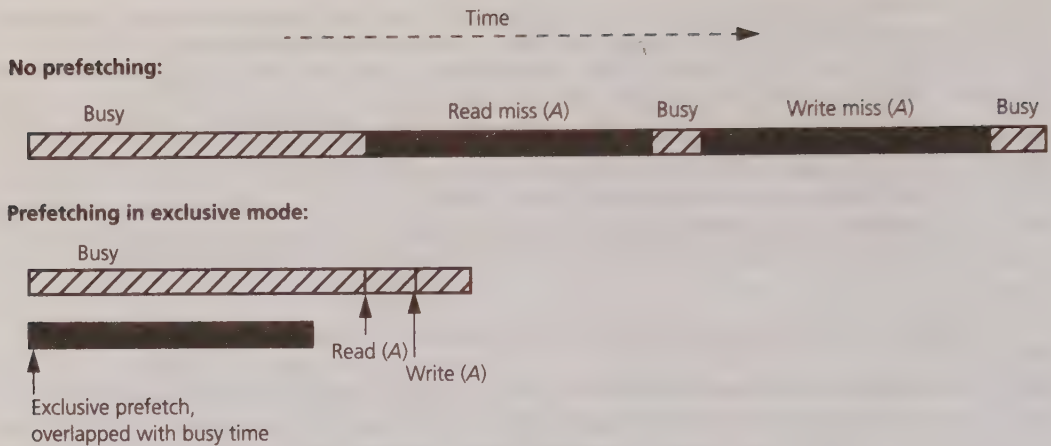 Time
No prefetching:
Busy Read miss (A) Busy Write miss (A) Busy
Prefetching in exclusive mode:
Busy
Read (A)
Write (A)
Exclusive prefetch,
overlapped with busy time